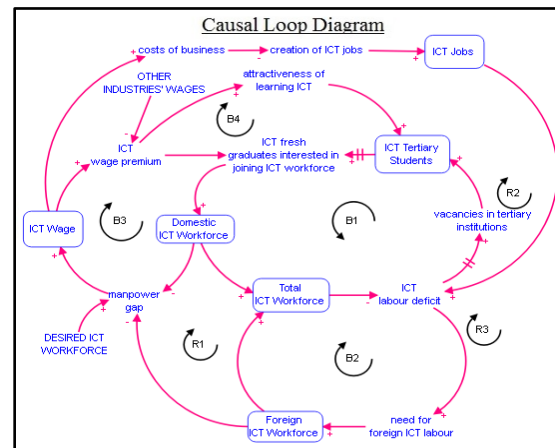 Causal Loop Diagram
costs of business
creation of ICT jobs
ICT Jobs
OTHER
INDUSTRIES' WAGES
attractiveness of
learning ICT
B4
ICT
wage premium
ICT fresh
graduates interested in
joining ICT workforce
ICT Tertiary
Students
R2
ICT Wage
B3
Domestic
ICT Workforce
B1
vacancies in tertiary
institutions
manpower
gap
Total
ICT Workforce
ICT
labour deficit
DESIRED ICT
WORKFORCE
R1
B2
R3
Foreign
ICT Workforce
need for
foreign ICT labour